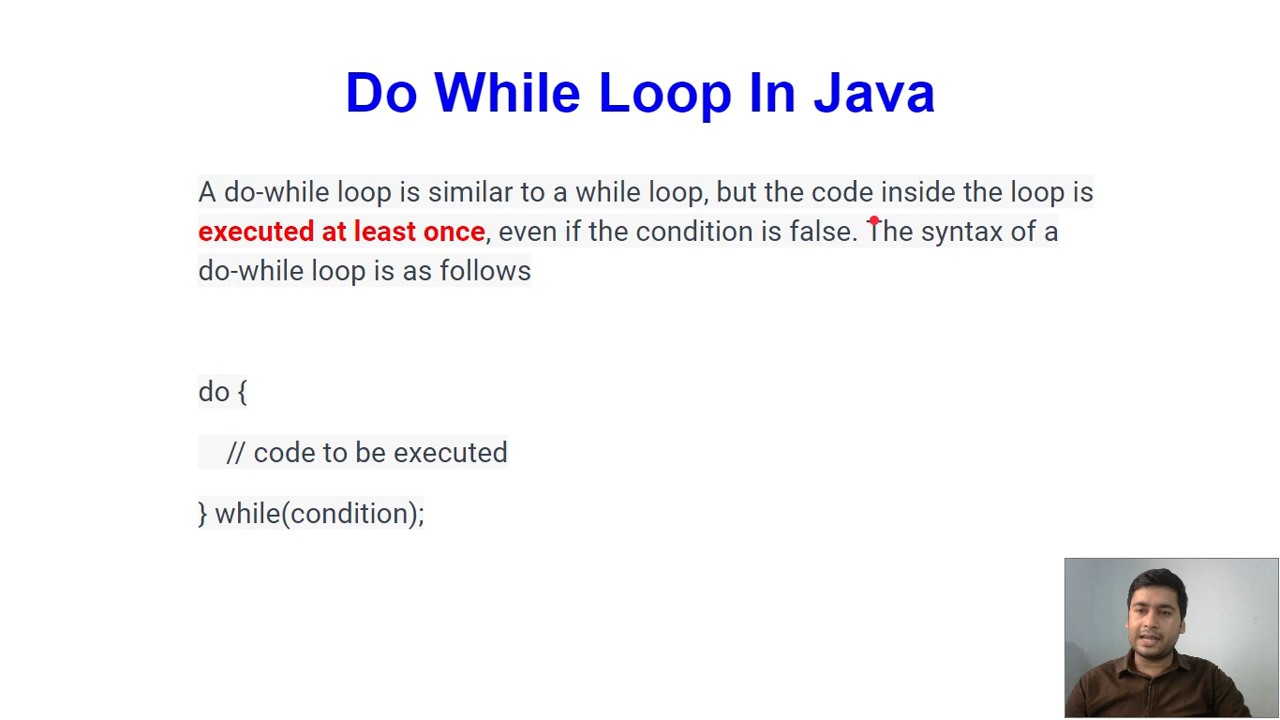 Do While Loop In Java
A do-while loop is similar to a while loop, but the code inside the loop is
executed at least once, even if the condition is false. The syntax of a
do-while loop is as follows
do {
// code to be executed
} while(condition);